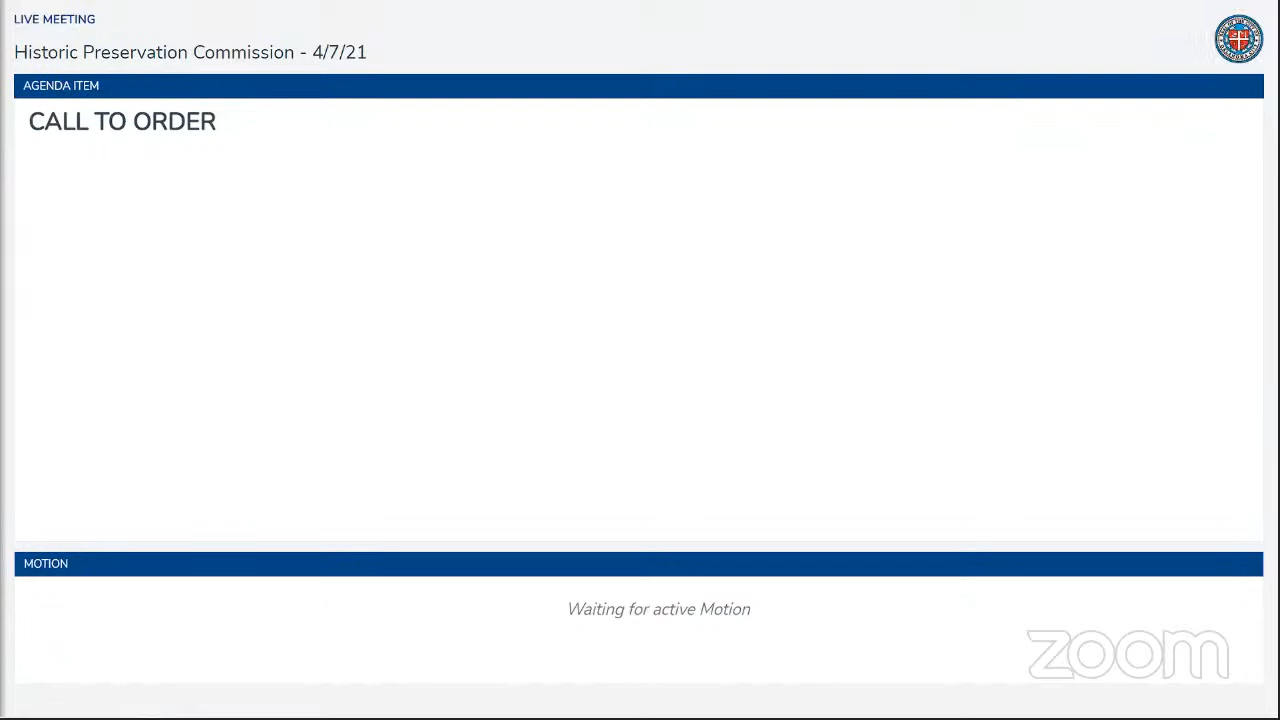 LIVE MEETING
Historic Preservation Commission - 4/7/21
AGENDA ITEM
CALL TO ORDER
MOTION
Waiting for active Motion
zoom